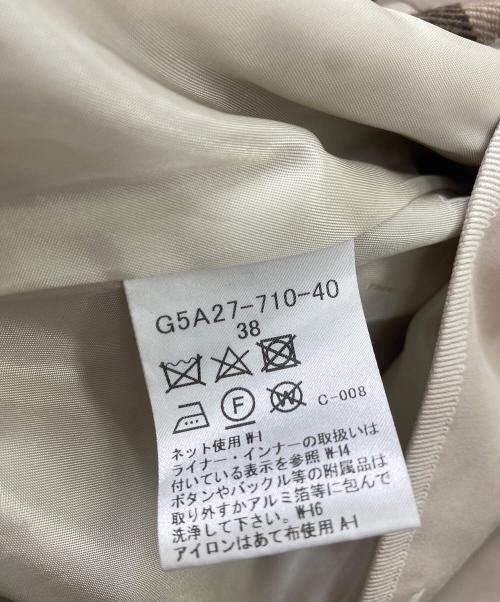 G5A27-710-40
38
F W C-008
ネット使用 W-1
ライナー・インナーの取扱いは
付いている表示を参照 W-14
ボタンやバックル等の附属品は
取り外すかアルミ箔等に包んで
洗浄して下さい。W-16
アイロンはあて布使用 A-1